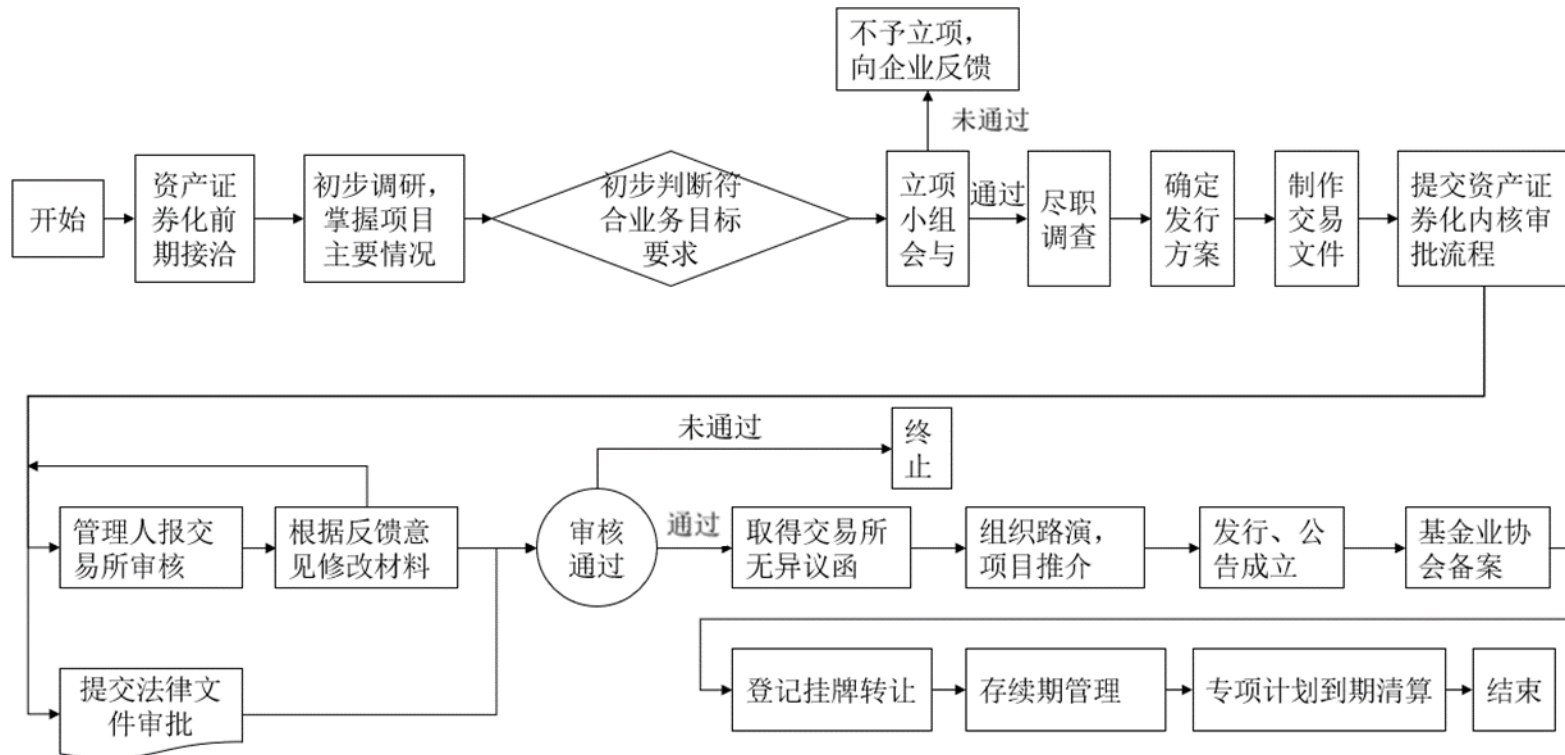 不予立项，
向企业反馈
未通过
开始
资产证
券化前
期接洽
初步调研，
掌握项目
主要情况
初步判断符
合业务目标
要求
立项
小组
会与
通过
尽职
调查
确定
发行
方案
制作
交易
文件
提交资产证
券化内核审
批流程
未通过
终
止
管理人报交
易所审核
根据反馈意
见修改材料
审核
通过
通过
取得交易所
无异议函
组织路演，
项目推介
发行、公
告成立
基金业协
会备案
提交法律文
件审批
登记挂牌转让
存续期管理
专项计划到期清算
结束